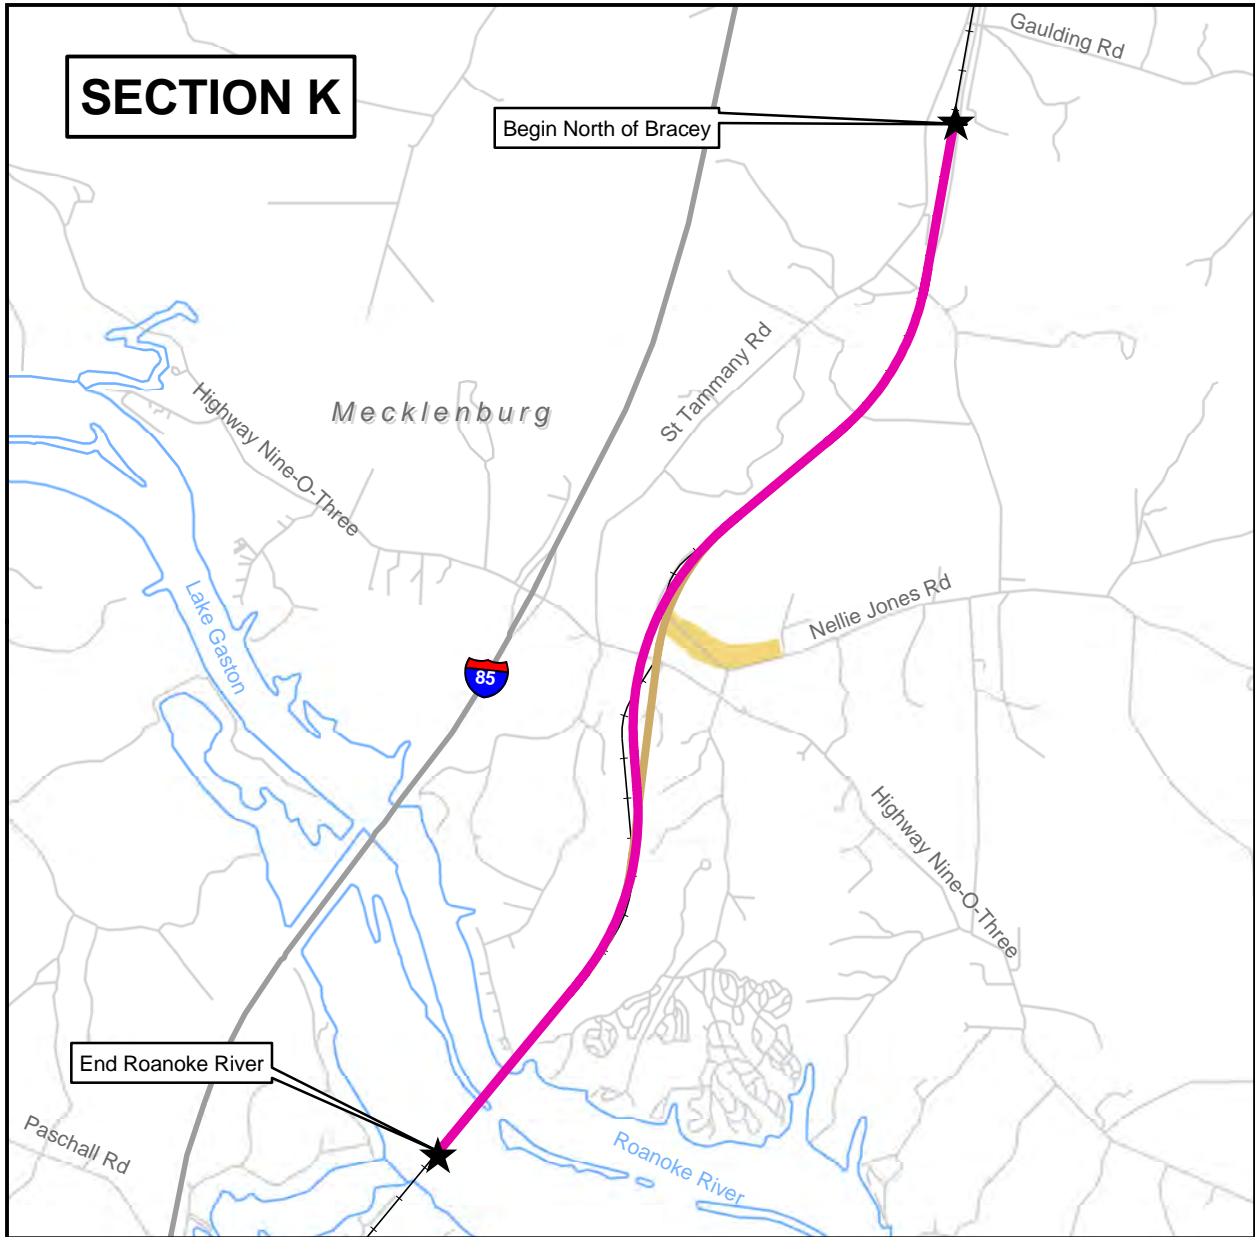 Gaulding Rd
SECTION K
Begin North of Bracey
St Tammany Rd
Highway Nine-O-Three
Mecklenburg
Lake Gaston
Nellie Jones Rd
85
Highway Nine-O-Three
End Roanoke River
Paschall Rd
Roanoke River